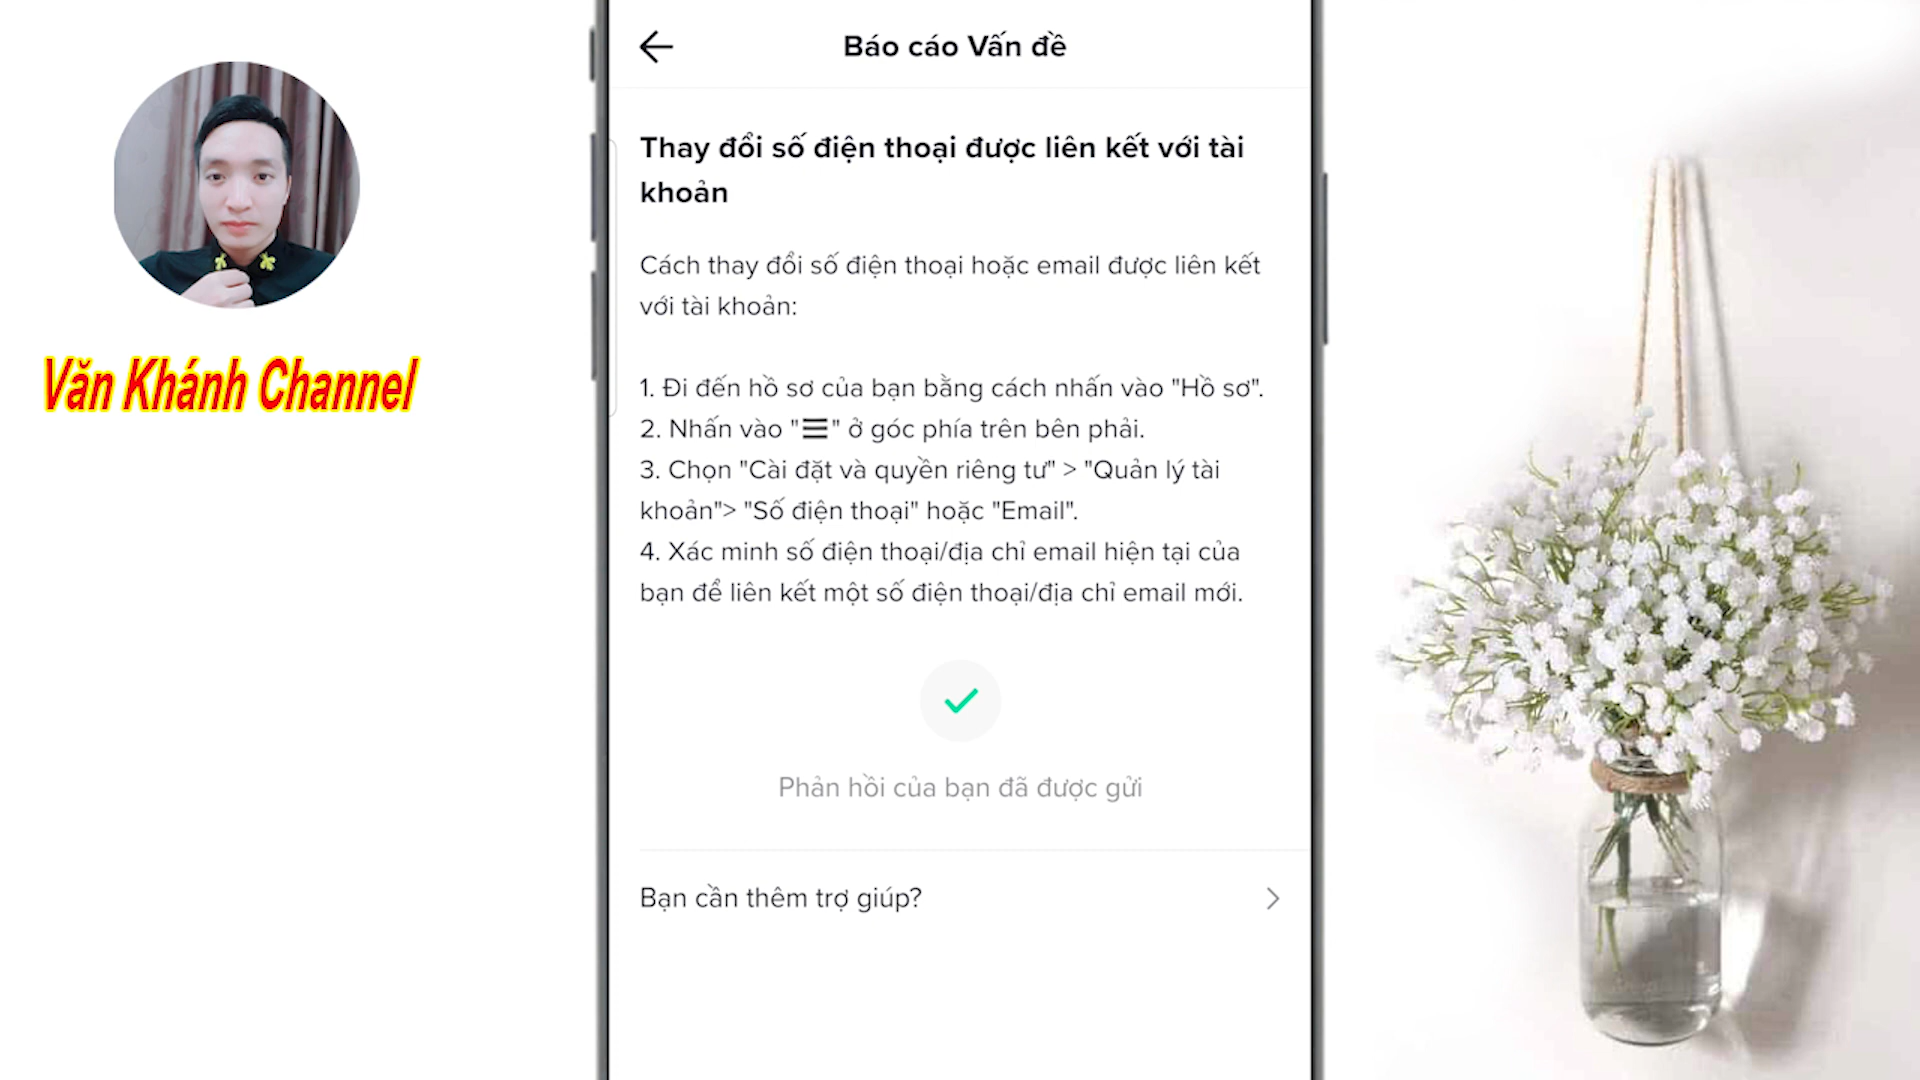 Văn Khánh Channel
Báo cáo Vấn đề
Thay đổi số điện thoại được liên kết với tài
khoản
Cách thay đổi số điện thoại hoặc email được liên kết
với tài khoản:
1. Đi đến hồ sơ của bạn bằng cách nhấn vào "Hồ sơ".
2. Nhấn vào "☰" ở góc phía trên bên phải.
3. Chọn "Cài đặt và quyền riêng tư" > "Quản lý tài
khoản"> "Số điện thoại" hoặc "Email".
4. Xác minh số điện thoại/địa chỉ email hiện tại của
bạn để liên kết một số điện thoại/địa chỉ email mới.
Phản hồi của bạn đã được gửi
Bạn cần thêm trợ giúp?